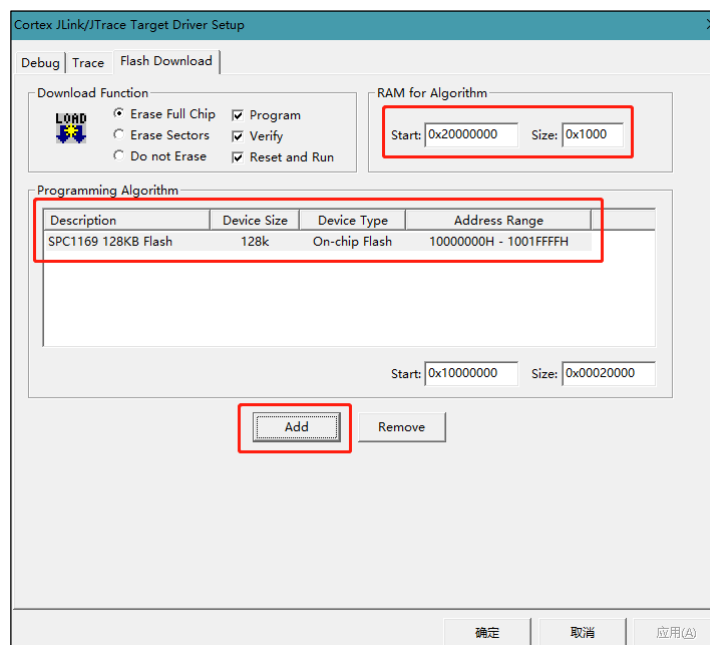 Cortex JLink/JTrace Target Driver Setup
Debug Trace Flash Download
Download Function
LOAD
Erase Full Chip Program
Erase Sectors Verify
Do not Erase Reset and Run
RAM for Algorithm
Start: 0x20000000 Size: 0x1000
Programming Algorithm
Description Device Size Device Type Address Range
SPC1169 128KB Flash 128k On-chip Flash 10000000H - 1001FFFFH
Start: 0x10000000 Size: 0x00020000
Add Remove
确定 取消 应用(A)